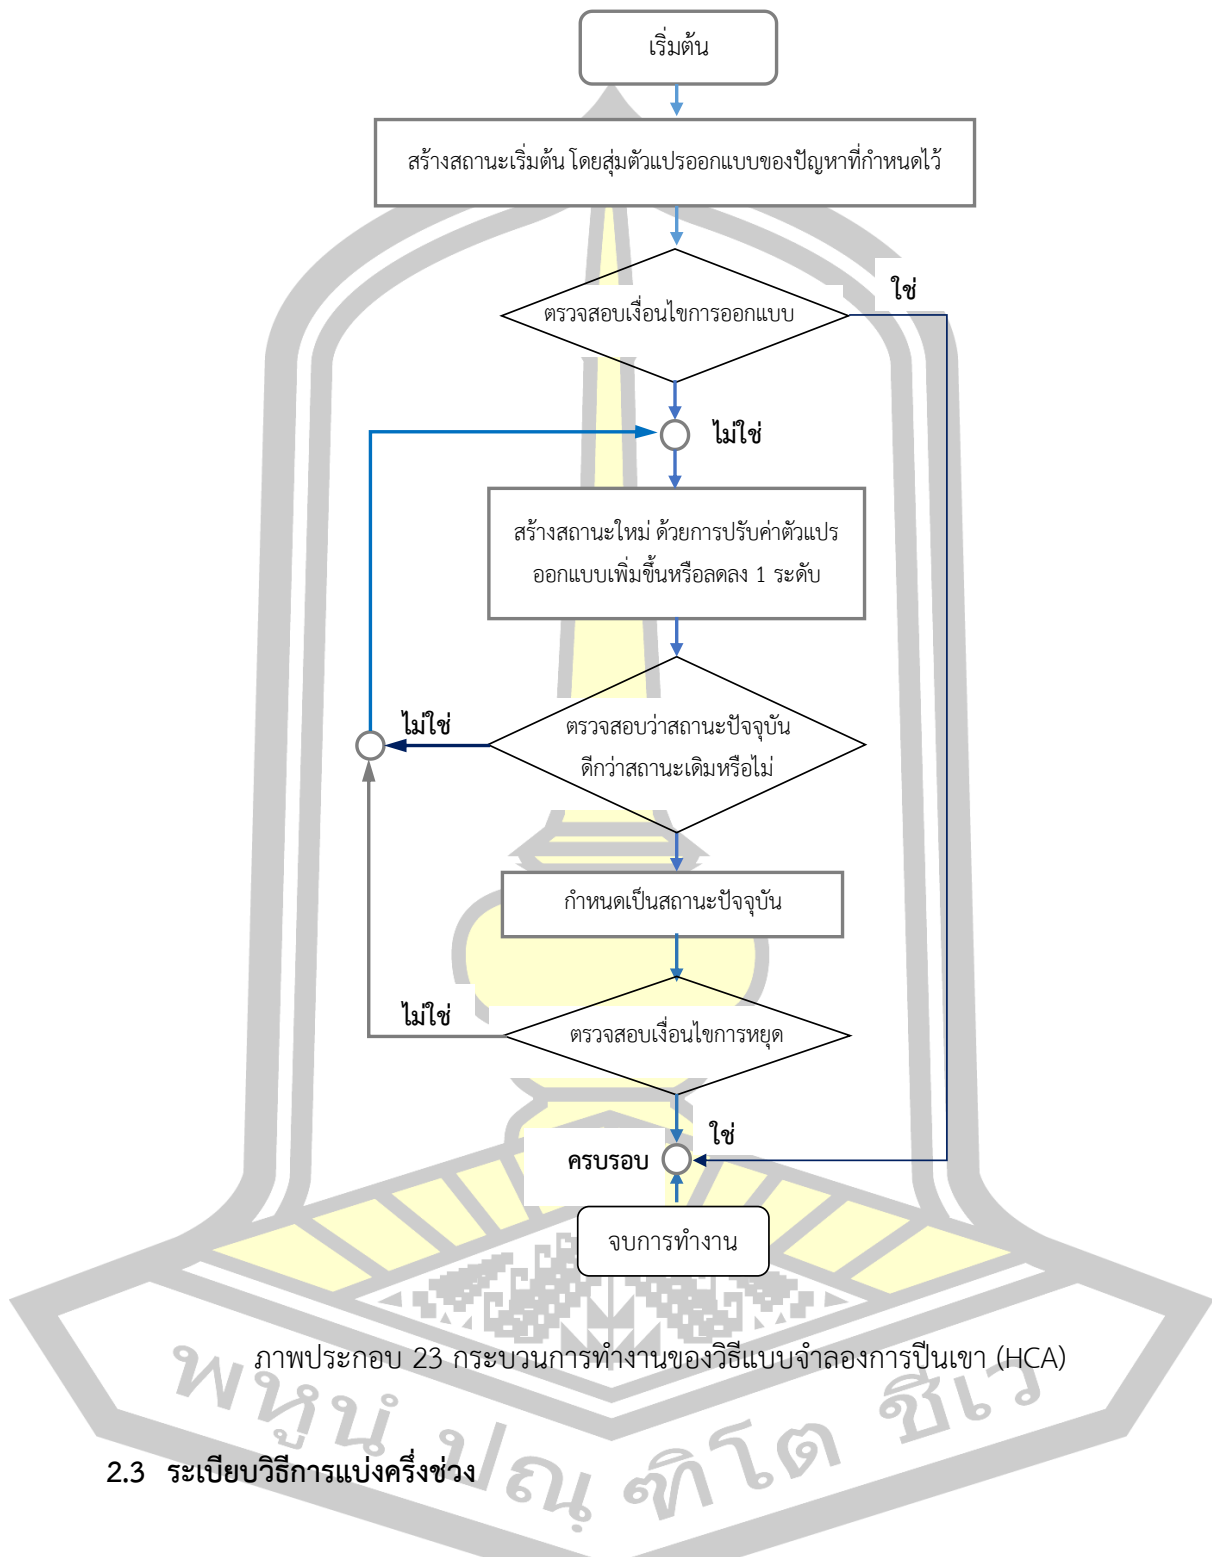 เริ่มต้น
สร้างสถานะเริ่มต้น โดยสุ่มตัวแปรออกแบบของปัญหาที่กำหนดไว้
ตรวจสอบเงื่อนไขการออกแบบ
ใช่
ไม่ใช่
สร้างสถานะใหม่ ด้วยการปรับค่าตัวแปร
ออกแบบเพิ่มขึ้นหรือลดลง 1 ระดับ
ไม่ใช่
ตรวจสอบว่าสถานะปัจจุบัน
ดีกว่าสถานะเดิมหรือไม่
กำหนดเป็นสถานะปัจจุบัน
ไม่ใช่
ตรวจสอบเงื่อนไขการหยุด
ใช่
ครบรอบ
จบการทำงาน
ภาพประกอบ 23 กระบวนการทำงานของวิธีแบบจำลองการปีนเขา (HCA)
พหูนํ ปณฺฑิโต ชีเว
2.3 ระเบียบวิธีการแบ่งครึ่งช่วง